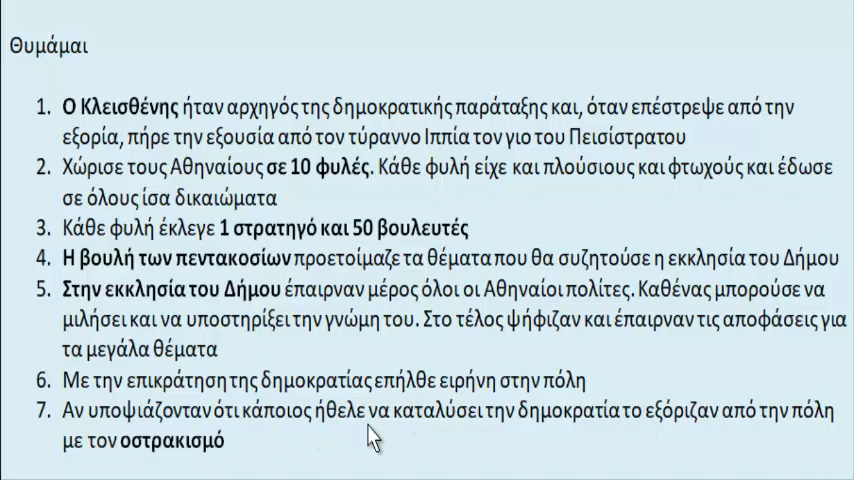 Θυμάμαι
1. Ο Κλεισθένης ήταν αρχηγός της δημοκρατικής παράταξης και, όταν επέστρεψε από την
εξορία, πήρε την εξουσία από τον τύραννο Ιππία τον γιο του Πεισίστρατου
2. Χώρισε τους Αθηναίους σε 10 φυλές. Κάθε φυλή είχε και πλούσιους και φτωχούς και έδωσε
σε όλους ίσα δικαιώματα
3. Κάθε φυλή έκλεγε 1 στρατηγό και 50 βουλευτές
4. Η βουλή των πεντακοσίων προετοίμαζε τα θέματα που θα συζητούσε η εκκλησία του Δήμου
5. Στην εκκλησία του Δήμου έπαιρναν μέρος όλοι οι Αθηναίοι πολίτες. Καθένας μπορούσε να
μιλήσει και να υποστηρίξει την γνώμη του. Στο τέλος ψήφιζαν και έπαιρναν τις αποφάσεις για
τα μεγάλα θέματα
6. Με την επικράτηση της δημοκρατίας επήλθε ειρήνη στην πόλη
7. Αν υποψιάζονταν ότι κάποιος ήθελε να καταλύσει την δημοκρατία το εξόριζαν από την πόλη
με τον οστρακισμό